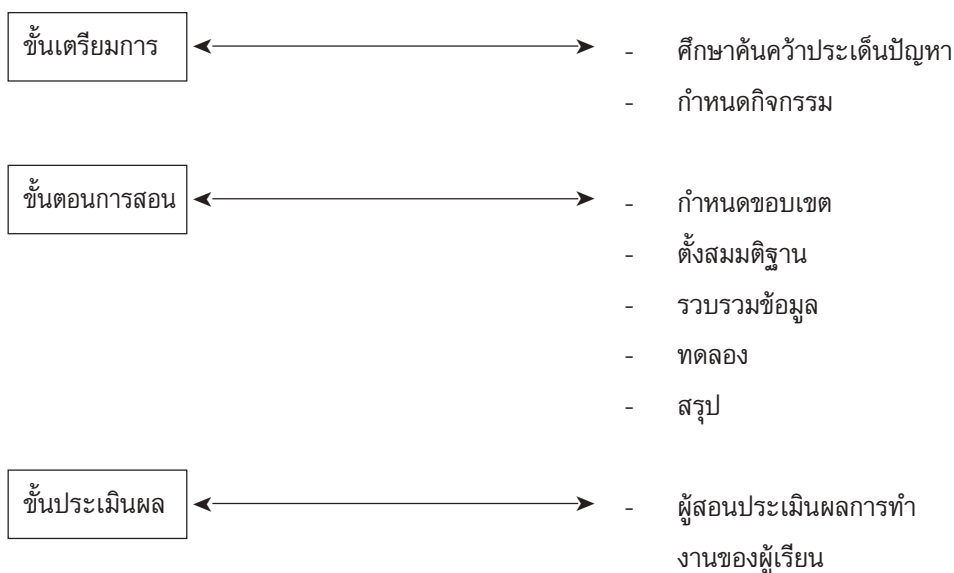 ขั้นเตรียมการ - ศึกษาค้นคว้าประเด็นปัญหา
- กำหนดกิจกรรม
ขั้นตอนการสอน - กำหนดขอบเขต
- ตั้งสมมติฐาน
- รวบรวมข้อมูล
- ทดลอง
- สรุป
ขั้นประเมินผล - ผู้สอนประเมินผลการทำ
งานของผู้เรียน